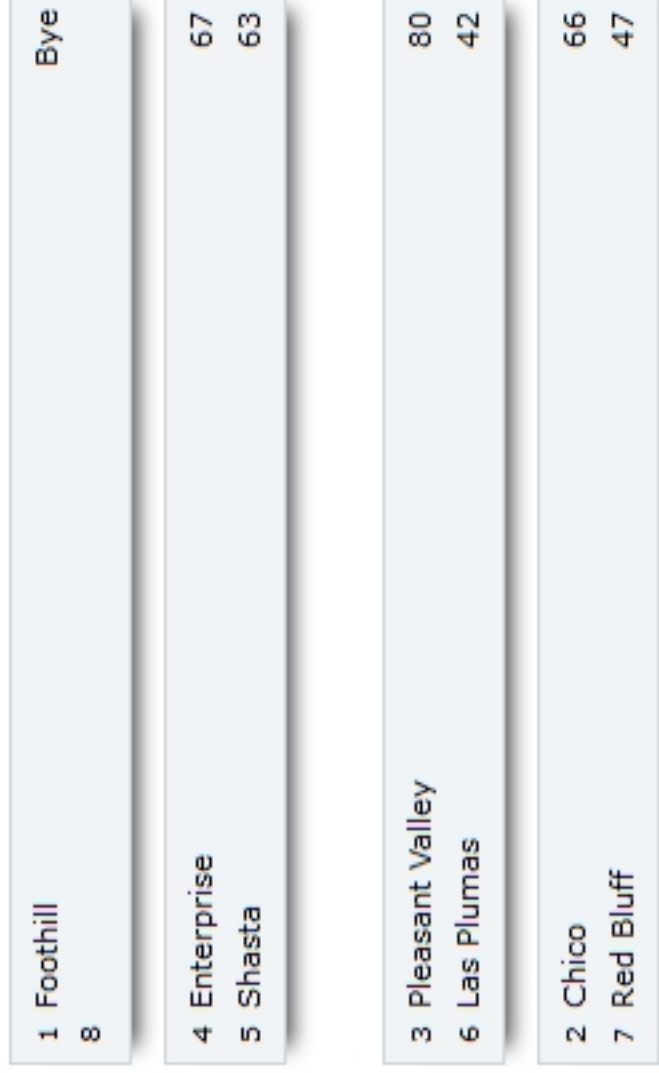 1 Foothill Bye
8
4 Enterprise 67
5 Shasta 63
3 Pleasant Valley 80
6 Las Plumas 42
2 Chico 66
7 Red Bluff 47